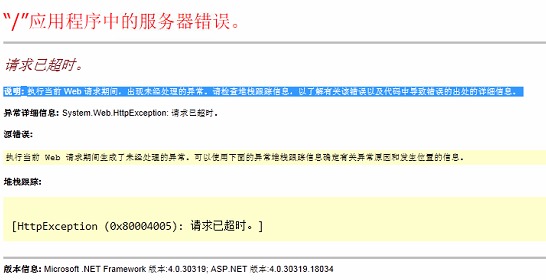 “/”应用程序中的服务器错误。
请求已超时。
说明: 执行当前 Web 请求期间，出现未经处理的异常。请检查堆栈跟踪信息，以了解有关该错误以及代码中导致错误的出处的详细信息。
异常详细信息: System.Web.HttpException: 请求已超时。
源错误:
执行当前 Web 请求期间生成了未经处理的异常。可以使用下面的异常堆栈跟踪信息确定有关异常原因和发生位置的信息。
堆栈跟踪:
[HttpException (0x80004005): 请求已超时。]
版本信息: Microsoft .NET Framework 版本:4.0.30319; ASP.NET 版本:4.0.30319.18034